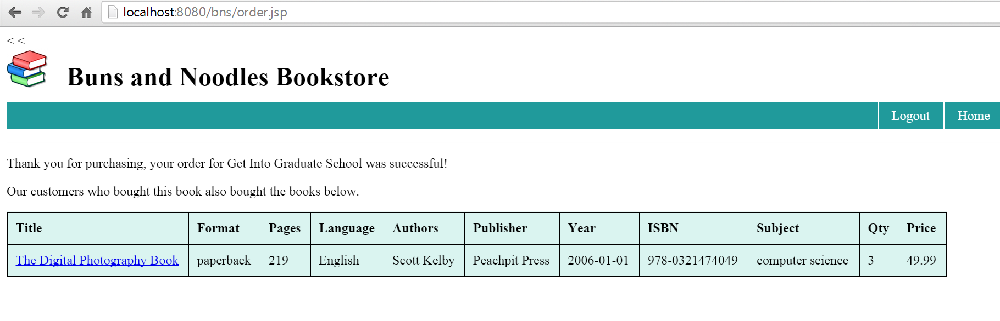 localhost:8080/bns/order.jsp
< <
Buns and Noodles Bookstore
Logout Home
Thank you for purchasing, your order for Get Into Graduate School was successful!
Our customers who bought this book also bought the books below.
Title Format Pages Language Authors Publisher Year ISBN Subject Qty Price
The Digital Photography Book paperback 219 English Scott Kelby Peachpit Press 2006-01-01 978-0321474049 computer science 3 49.99